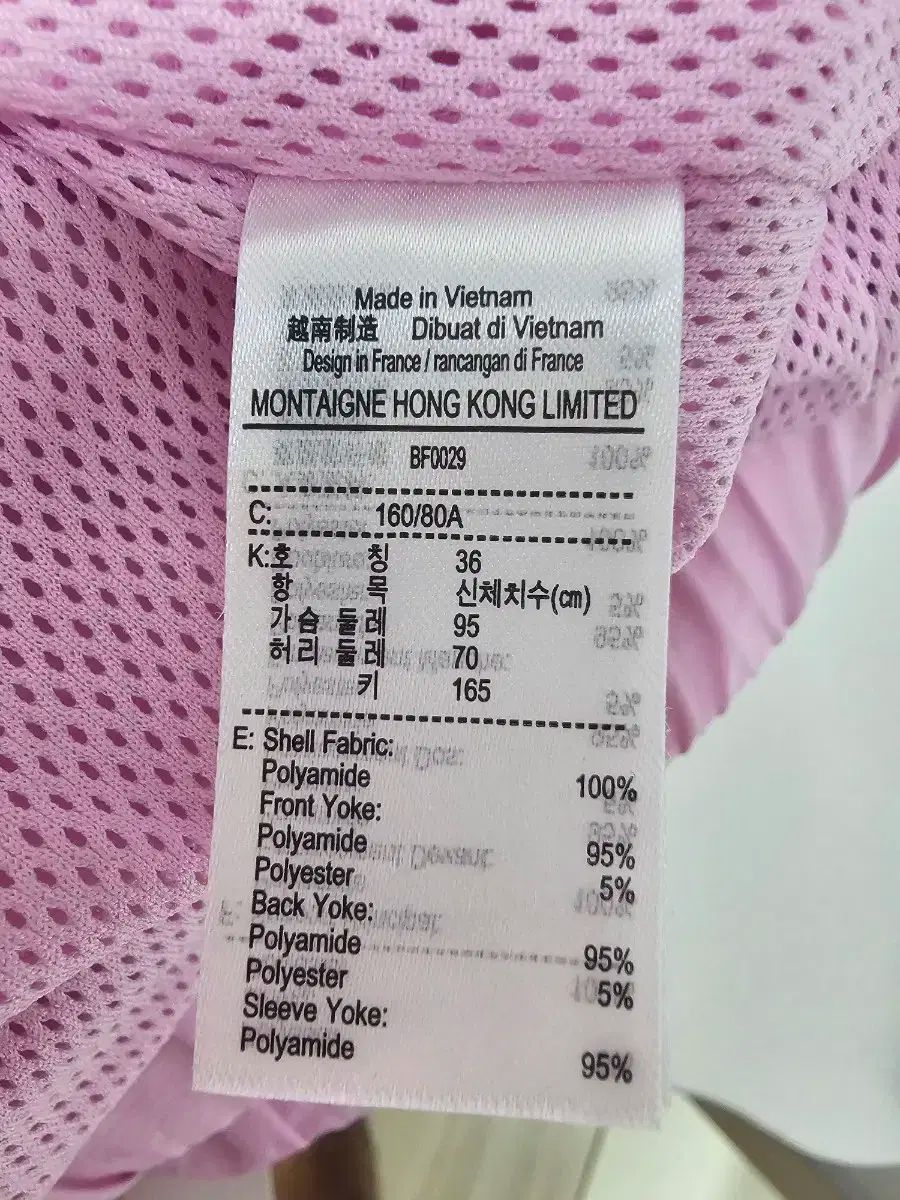 Made in Vietnam
越南制造 Dibuat di Vietnam
Design in France / rancangan di France
MONTAIGNE HONG KONG LIMITED
BF0029
C: 160/80A
K:호 칭 36
항 목 신체치수(cm)
가슴 둘레 95
허리 둘레 70
키 165
E: Shell Fabric:
Polyamide 100%
Front Yoke:
Polyamide 95%
Polyester 5%
Back Yoke:
Polyamide 95%
Polyester 5%
Sleeve Yoke:
Polyamide 95%